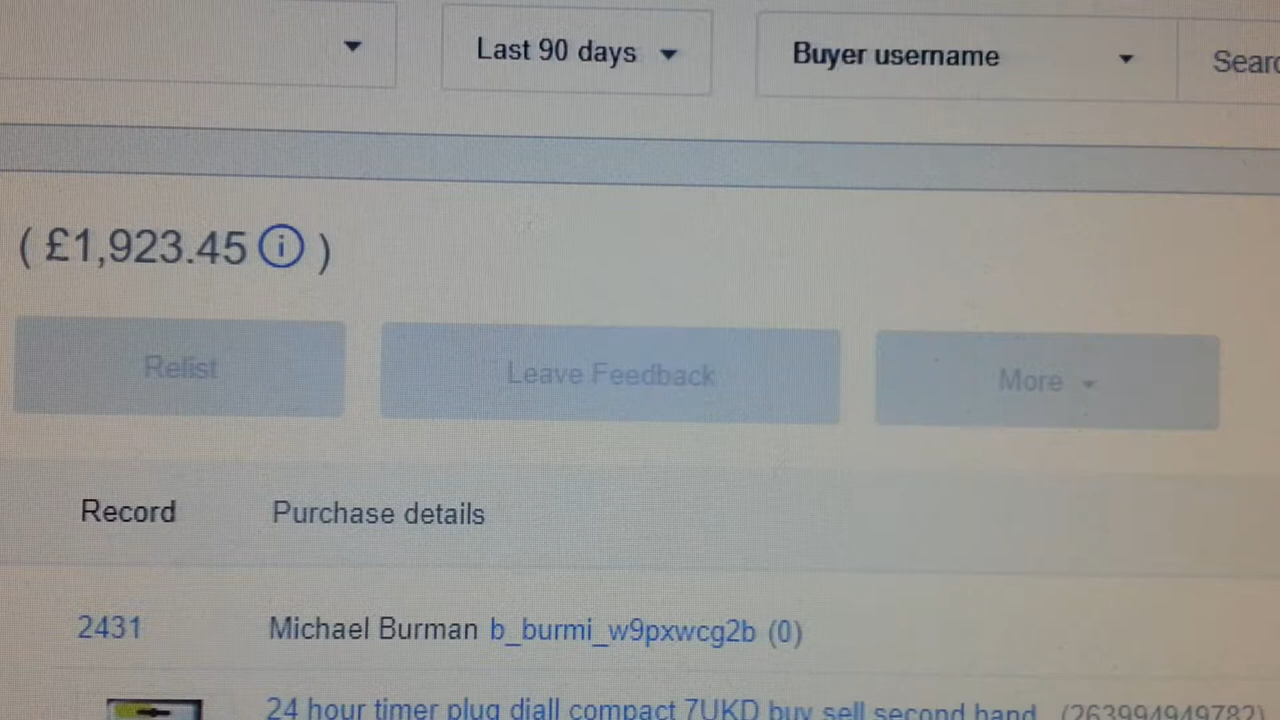 Last 90 days
Buyer username
Searc
( £1,923.45 i )
Relist
Leave Feedback
More
Record
Purchase details
2431
Michael Burman b_burmi_w9pxwcg2b (0)
24 hour timer plug diall compact 7UKD buy sell second hand (263994949782)